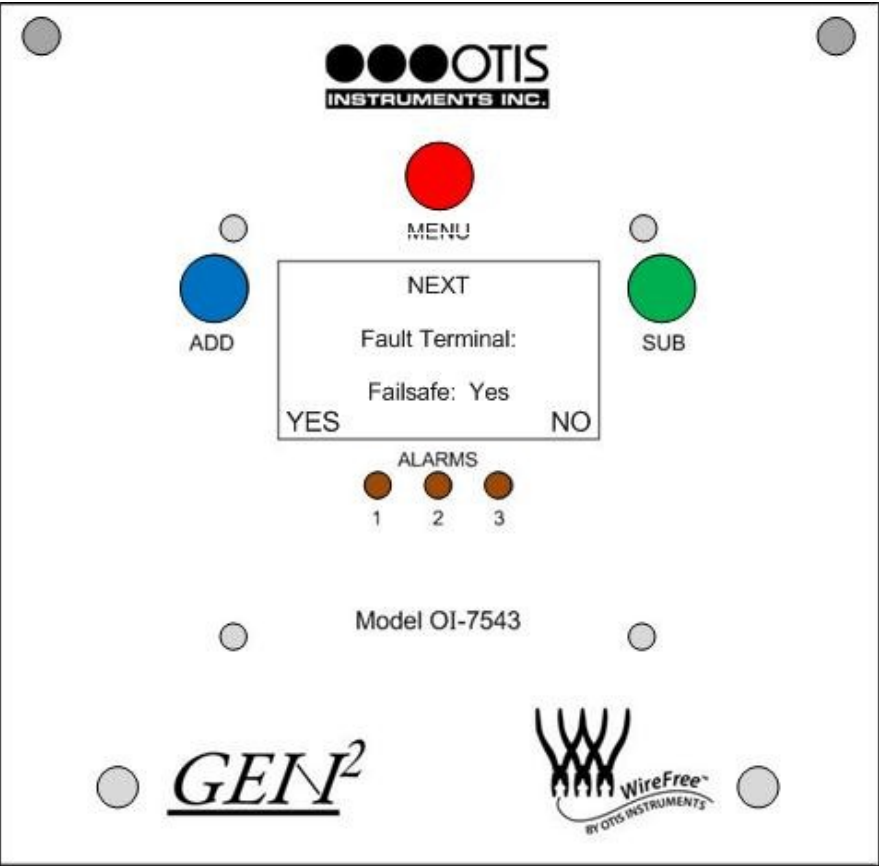 OTIS
INSTRUMENTS INC.
MENU
NEXT
ADD
Fault Terminal:
SUB
Failsafe: Yes
YES NO
ALARMS
1 2 3
Model OI-7543
GEN²
WireFree™
BY OTIS INSTRUMENTS